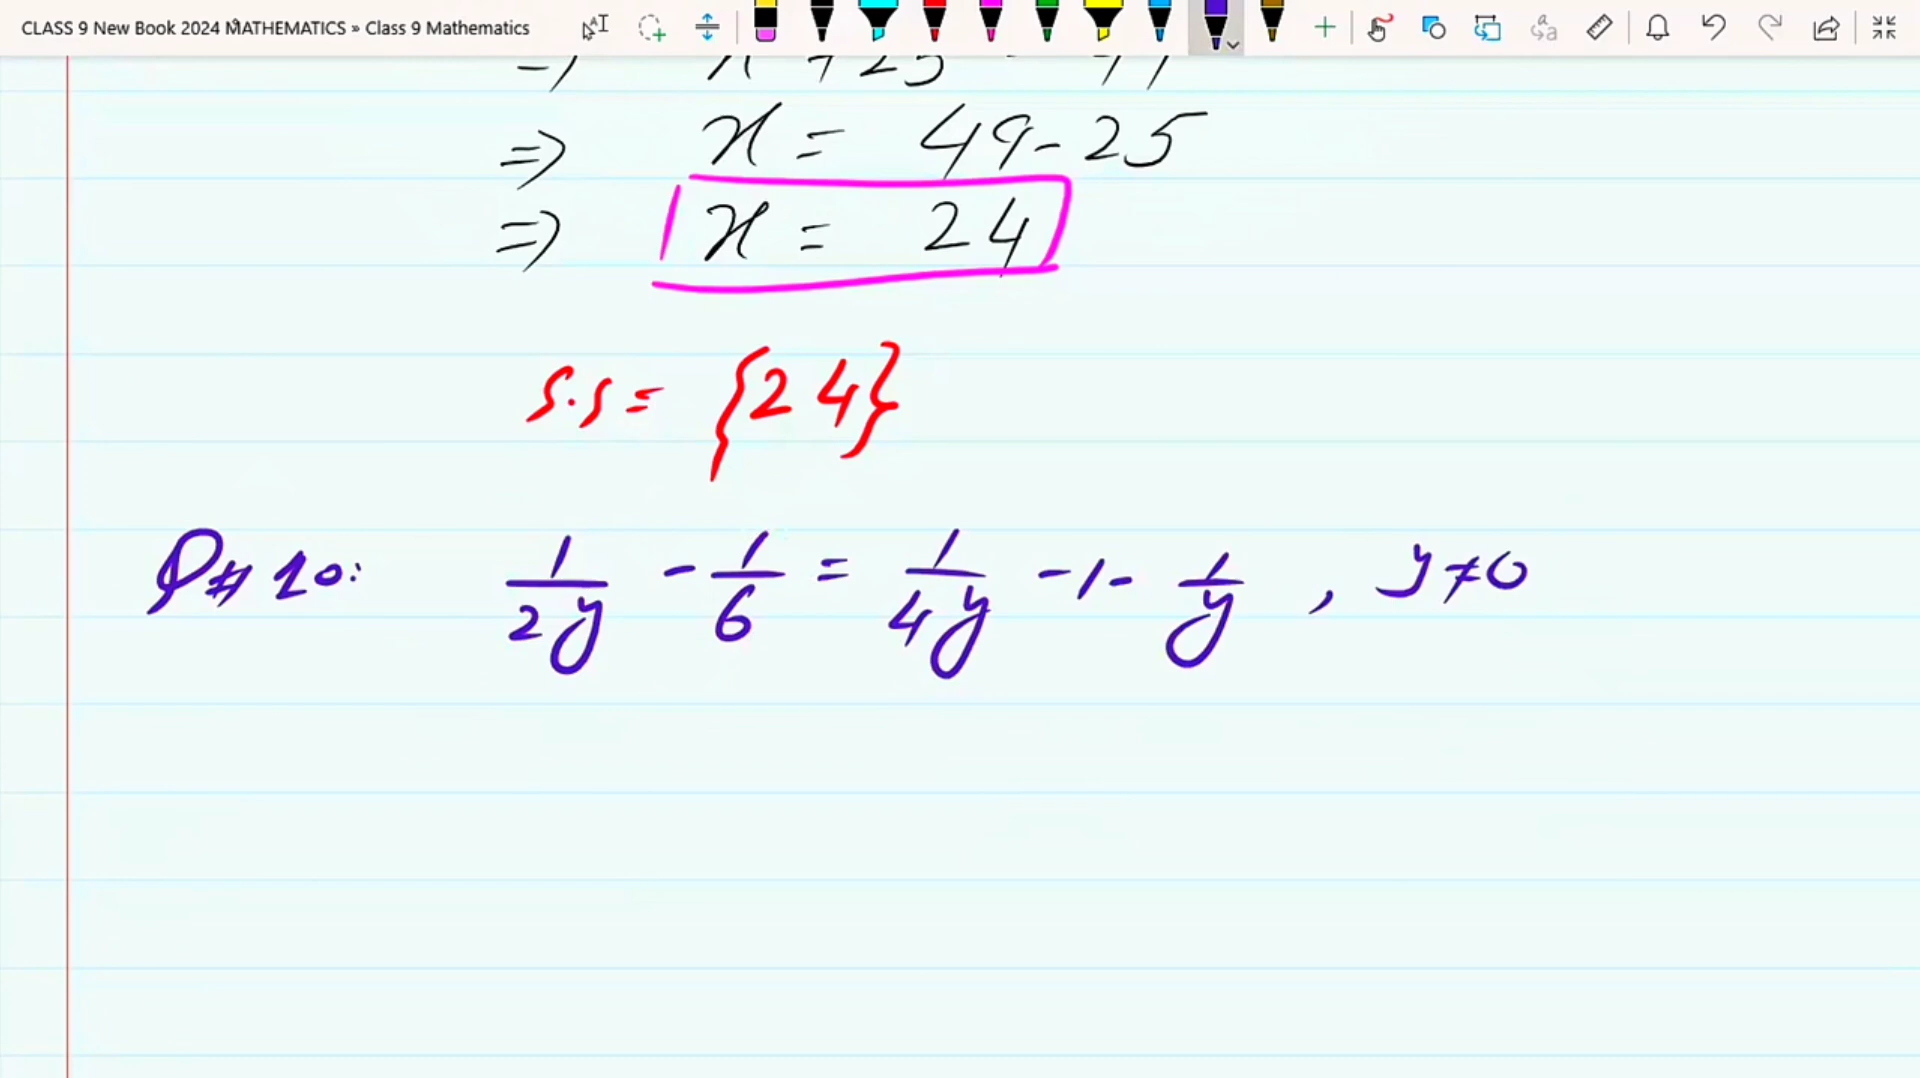 CLASS 9 New Book 2024 MATHEMATICS » Class 9 Mathematics
⇒ x = 49 - 25
⇒ x = 24
S.S = {24}
Q# 10: 1/2y - 1/6 = 1/4y - 1 - 1/y , y ≠ 0